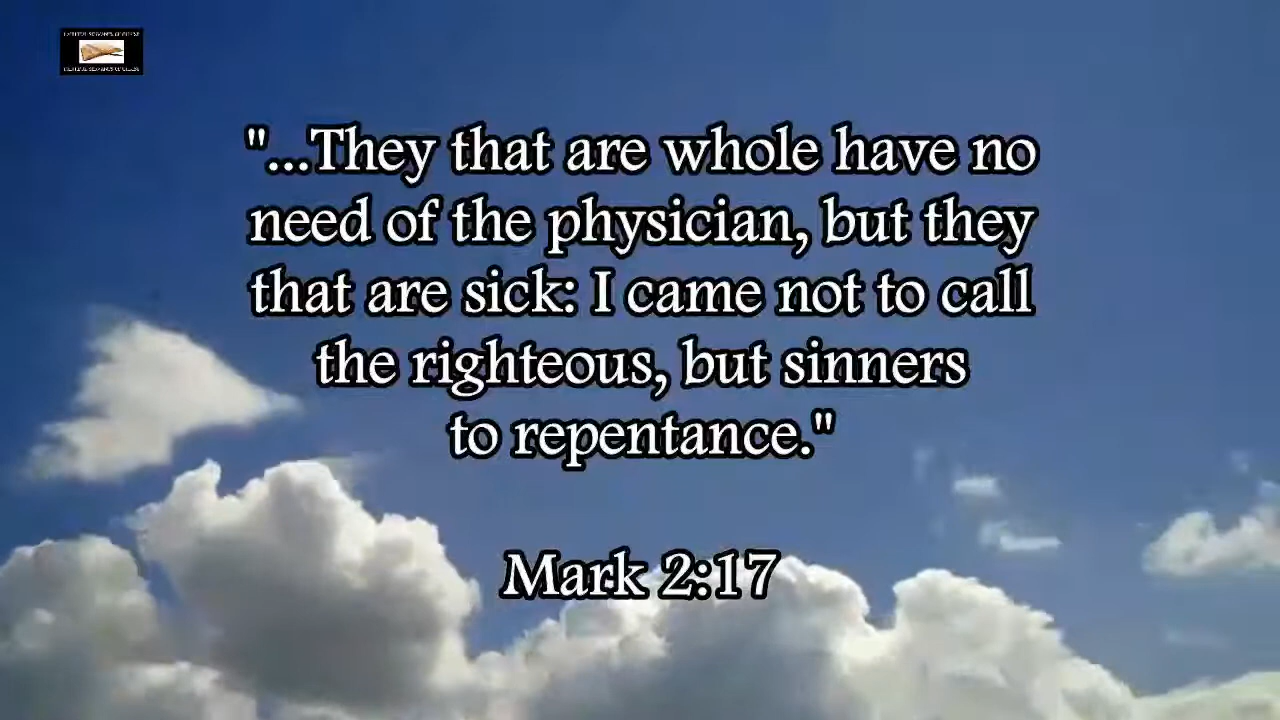 "...They that are whole have no
need of the physician, but they
that are sick: I came not to call
the righteous, but sinners
to repentance."
Mark 2:17